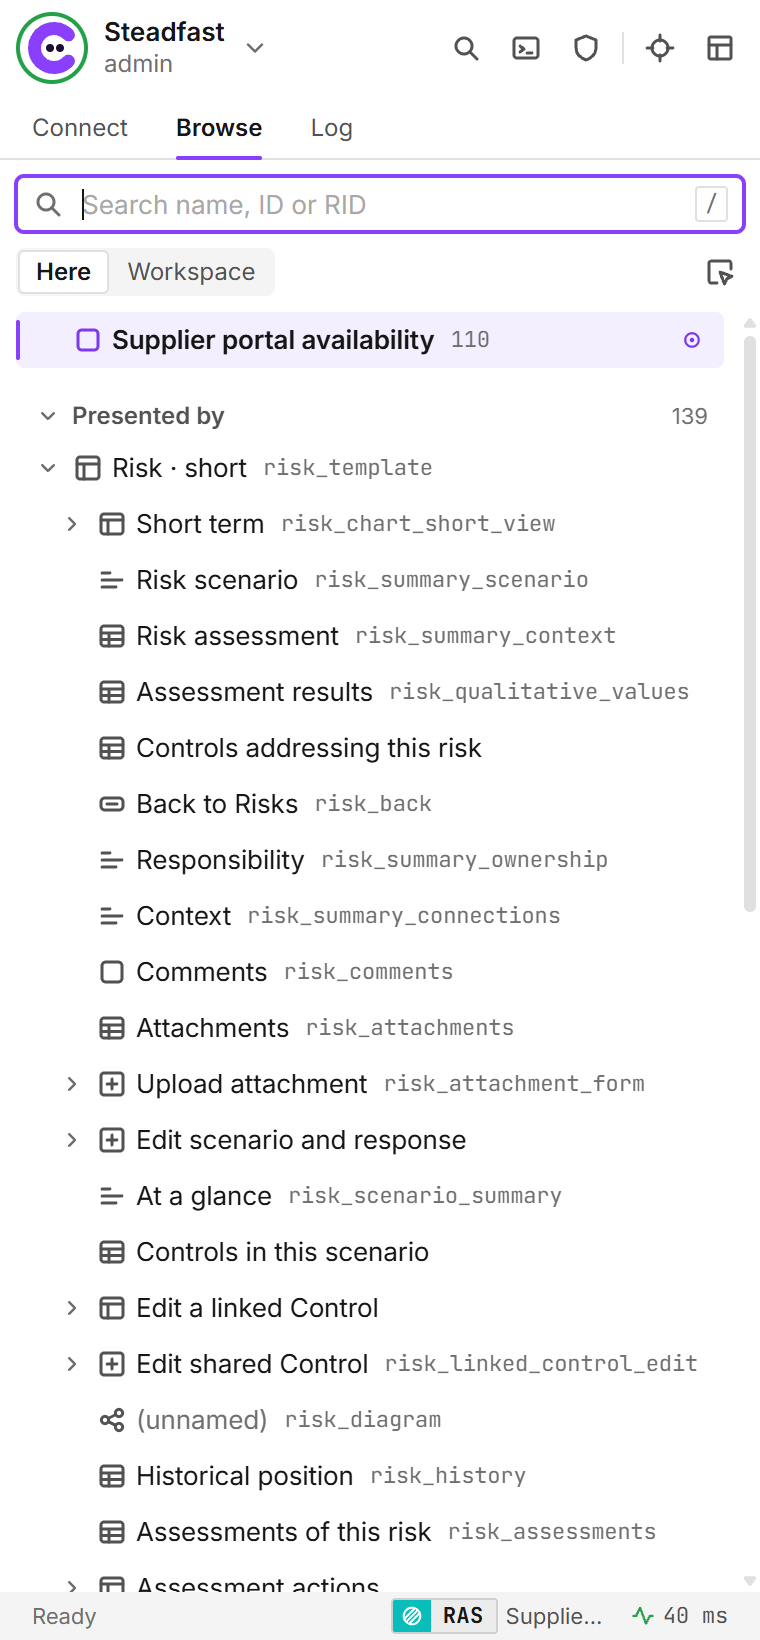 Steadfast
admin
Connect Browse Log
Search name, ID or RID /
Here Workspace
Supplier portal availability 110
Presented by 139
Risk · short risk_template
Short term risk_chart_short_view
Risk scenario risk_summary_scenario
Risk assessment risk_summary_context
Assessment results risk_qualitative_values
Controls addressing this risk
Back to Risks risk_back
Responsibility risk_summary_ownership
Context risk_summary_connections
Comments risk_comments
Attachments risk_attachments
Upload attachment risk_attachment_form
Edit scenario and response
At a glance risk_scenario_summary
Controls in this scenario
Edit a linked Control
Edit shared Control risk_linked_control_edit
(unnamed) risk_diagram
Historical position risk_history
Assessments of this risk risk_assessments
Assessment actions
Ready RAS Supplie... 40 ms